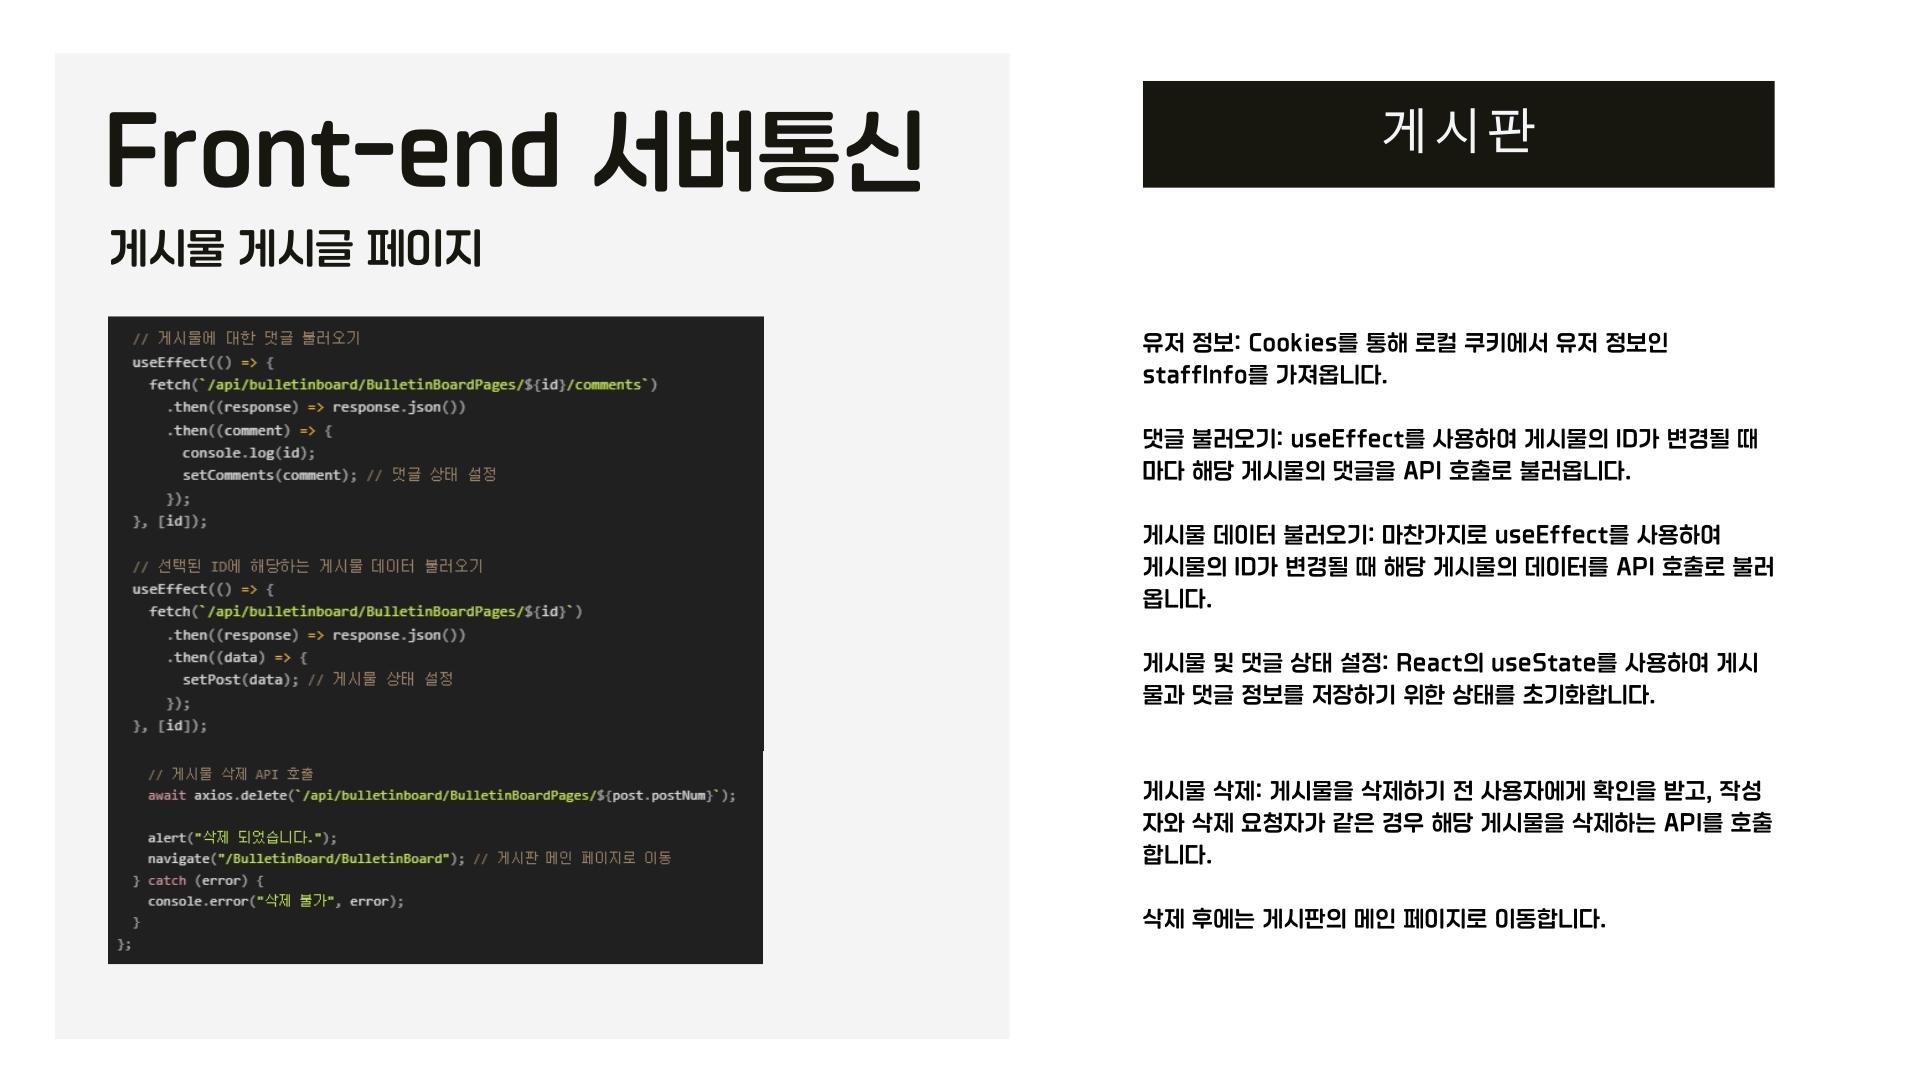 Front-end 서버통신
게시물 게시글 페이지
// 게시물에 대한 댓글 불러오기
useEffect(() => {
fetch(`/api/bulletinboard/BulletinBoardPages/${id}/comments`)
.then((response) => response.json())
.then((comment) => {
console.log(id);
setComments(comment); // 댓글 상태 설정
});
}, [id]);
// 선택된 ID에 해당하는 게시물 데이터 불러오기
useEffect(() => {
fetch(`/api/bulletinboard/BulletinBoardPages/${id}`)
.then((response) => response.json())
.then((data) => {
setPost(data); // 게시물 상태 설정
});
}, [id]);
// 게시물 삭제 API 호출
await axios.delete(`/api/bulletinboard/BulletinBoardPages/${post.postNum}`);
alert("삭제 되었습니다.");
navigate("/BulletinBoard/BulletinBoard"); // 게시판 메인 페이지로 이동
} catch (error) {
console.error("삭제 불가", error);
}
};
게시판
유저 정보: Cookies를 통해 로컬 쿠키에서 유저 정보인
staffInfo를 가져옵니다.
댓글 불러오기: useEffect를 사용하여 게시물의 ID가 변경될 때
마다 해당 게시물의 댓글을 API 호출로 불러옵니다.
게시물 데이터 불러오기: 마찬가지로 useEffect를 사용하여
게시물의 ID가 변경될 때 해당 게시물의 데이터를 API 호출로 불러
옵니다.
게시물 및 댓글 상태 설정: React의 useState를 사용하여 게시
물과 댓글 정보를 저장하기 위한 상태를 초기화합니다.
게시물 삭제: 게시물을 삭제하기 전 사용자에게 확인을 받고, 작성
자와 삭제 요청자가 같은 경우 해당 게시물을 삭제하는 API를 호출
합니다.
삭제 후에는 게시판의 메인 페이지로 이동합니다.